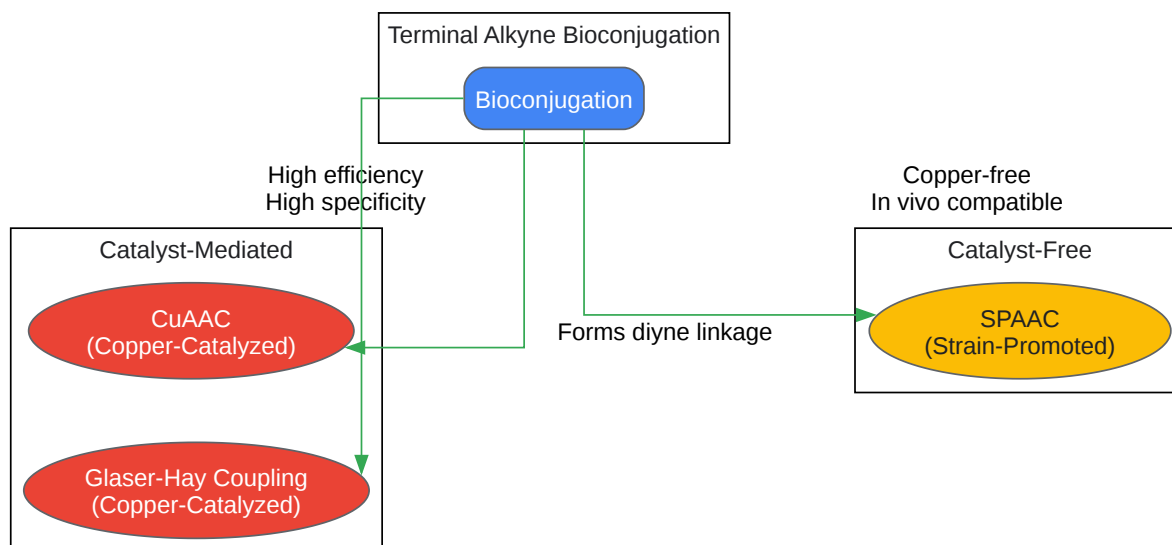 Terminal Alkyne Bioconjugation
Bioconjugation
High efficiency
High specificity
Copper-free
In vivo compatible
Catalyst-Mediated
Catalyst-Free
CuAAC
(Copper-Catalyzed)
SPAAC
(Strain-Promoted)
Forms diyne linkage
Glaser-Hay Coupling
(Copper-Catalyzed)